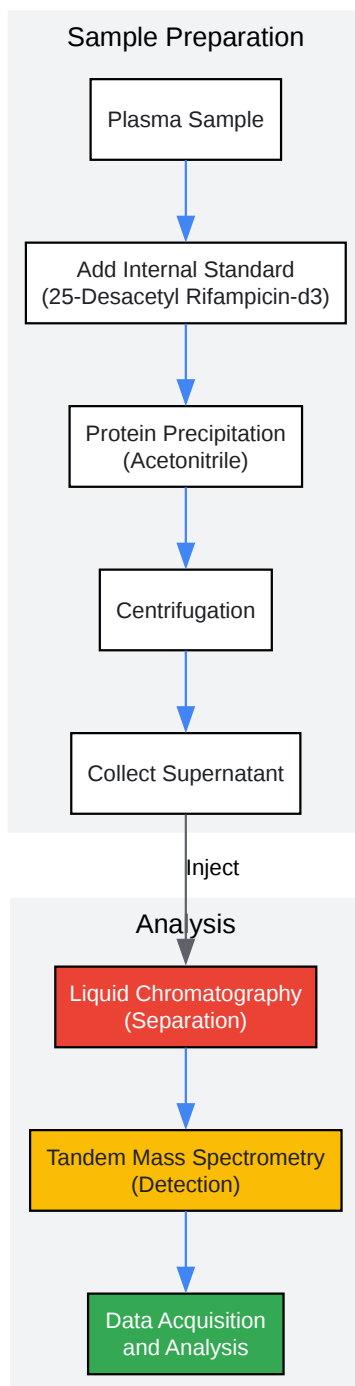 Sample Preparation
Plasma Sample
Add Internal Standard
(25-Desacetyl Rifampicin-d3)
Protein Precipitation
(Acetonitrile)
Centrifugation
Collect Supernatant
Inject
Analysis
Liquid Chromatography
(Separation)
Tandem Mass Spectrometry
(Detection)
Data Acquisition
and Analysis